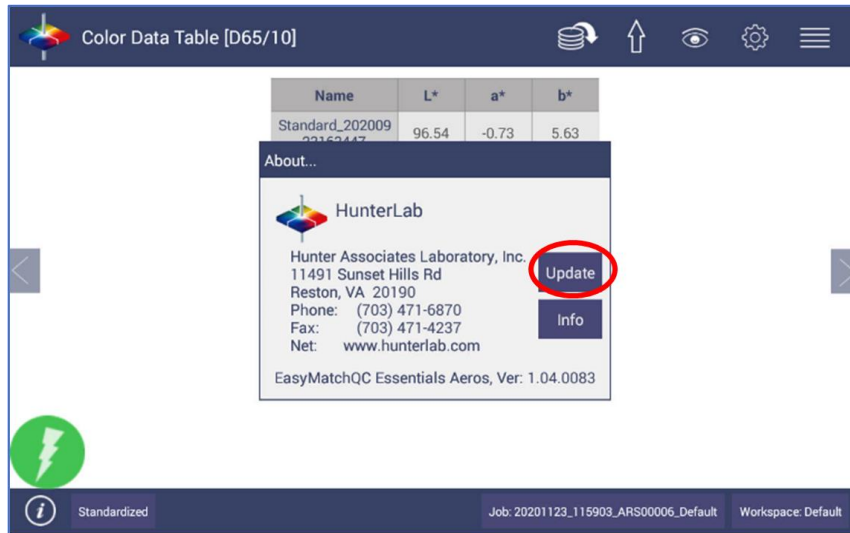 Color Data Table [D65/10]
Name L* a* b*
Standard_202009 96.54 -0.73 5.63
About...
HunterLab
Hunter Associates Laboratory, Inc.
11491 Sunset Hills Rd
Reston, VA 20190
Phone: (703) 471-6870
Fax: (703) 471-4237
Net: www.hunterlab.com
Update
Info
EasyMatchQC Essentials Aeros, Ver: 1.04.0083
i Standardized Job: 20201123_115903_ARS00006_Default Workspace: Default